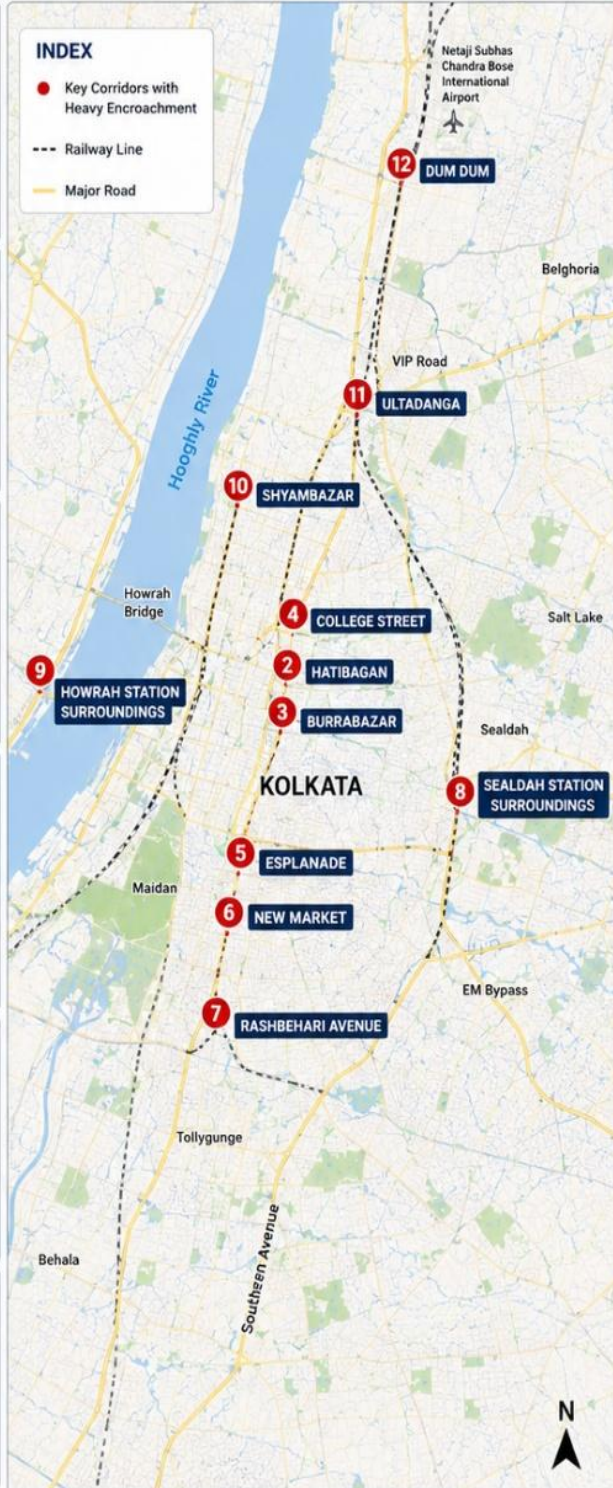 INDEX
Key Corridors with
Heavy Encroachment
Railway Line
Major Road
Netaji Subhas
Chandra Bose
International
Airport
12
DUM DUM
Belghoria
VIP Road
11
ULTADANGA
Hooghly River
10
SHYAMBAZAR
Howrah
Bridge
4
COLLEGE STREET
Salt Lake
9
HOWRAH STATION
SURROUNDINGS
2
HATIBAGAN
3
BURRABAZAR
Sealdah
KOLKATA
8
SEALDAH STATION
SURROUNDINGS
5
ESPLANADE
Maidan
6
NEW MARKET
EM Bypass
7
RASHBEHARI AVENUE
Tollygunge
Southern Avenue
Behala
N